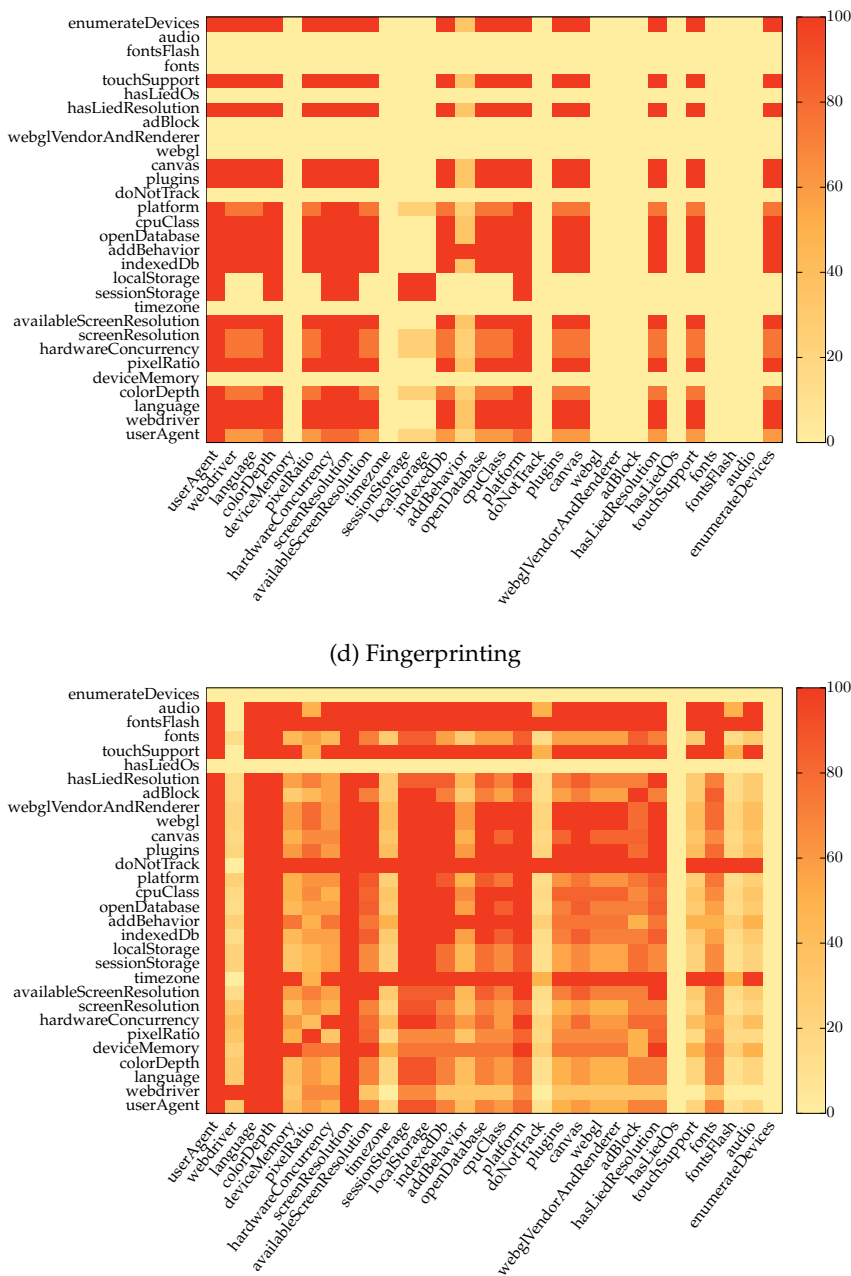 enumerateDevices
audio
fontsFlash
fonts
touchSupport
hasLiedOs
hasLiedResolution
adBlock
webglVendorAndRenderer
webgl
canvas
plugins
doNotTrack
platform
cpuClass
openDatabase
addBehavior
indexedDb
localStorage
sessionStorage
timezone
availableScreenResolution
screenResolution
hardwareConcurrency
pixelRatio
deviceMemory
colorDepth
language
webdriver
userAgent
100
80
60
40
20
0
userAgent
webdriver
language
colorDepth
deviceMemory
pixelRatio
hardwareConcurrency
screenResolution
availableScreenResolution
timezone
sessionStorage
localStorage
indexedDb
addBehavior
openDatabase
cpuClass
platform
doNotTrack
plugins
canvas
webgl
webglVendorAndRenderer
adBlock
hasLiedResolution
hasLiedOs
touchSupport
fonts
fontsFlash
audio
enumerateDevices
(d) Fingerprinting
enumerateDevices
audio
fontsFlash
fonts
touchSupport
hasLiedOs
hasLiedResolution
adBlock
webglVendorAndRenderer
webgl
canvas
plugins
doNotTrack
platform
cpuClass
openDatabase
addBehavior
indexedDb
localStorage
sessionStorage
timezone
availableScreenResolution
screenResolution
hardwareConcurrency
pixelRatio
deviceMemory
colorDepth
language
webdriver
userAgent
100
80
60
40
20
0
userAgent
webdriver
language
colorDepth
deviceMemory
pixelRatio
hardwareConcurrency
screenResolution
availableScreenResolution
timezone
sessionStorage
localStorage
indexedDb
addBehavior
openDatabase
cpuClass
platform
doNotTrack
plugins
canvas
webgl
webglVendorAndRenderer
adBlock
hasLiedResolution
hasLiedOs
touchSupport
fonts
fontsFlash
audio
enumerateDevices